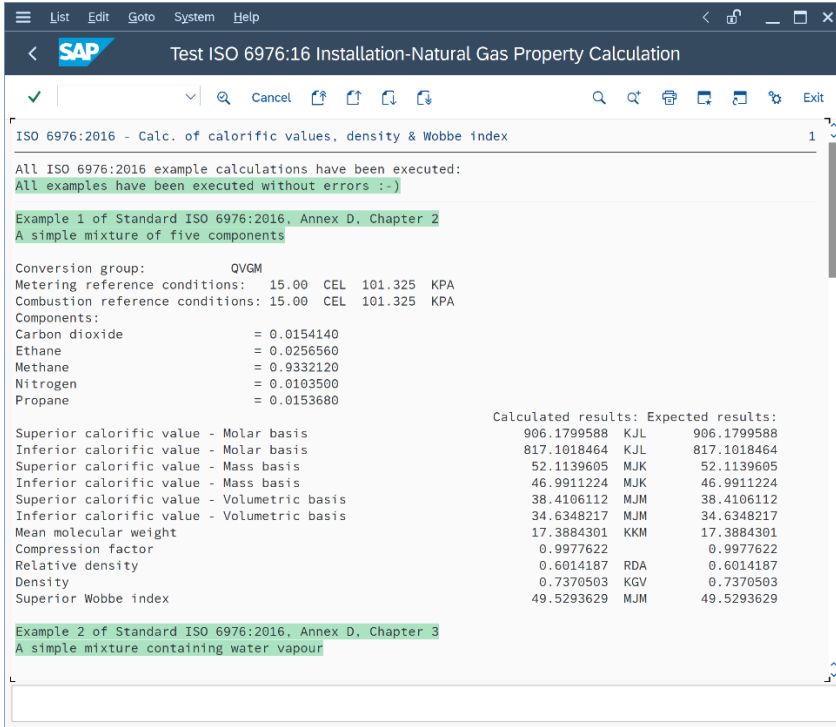 List Edit Goto System Help
SAP Test ISO 6976:16 Installation-Natural Gas Property Calculation
Cancel Exit
ISO 6976:2016 - Calc. of calorific values, density & Wobbe index 1
All ISO 6976:2016 example calculations have been executed:
All examples have been executed without errors :-)
Example 1 of Standard ISO 6976:2016, Annex D, Chapter 2
A simple mixture of five components
Conversion group: QVGM
Metering reference conditions: 15.00 CEL 101.325 KPA
Combustion reference conditions: 15.00 CEL 101.325 KPA
Components:
Carbon dioxide = 0.0154140
Ethane = 0.0256560
Methane = 0.9332120
Nitrogen = 0.0103500
Propane = 0.0153680
Calculated results: Expected results:
Superior calorific value - Molar basis 906.1799588 KJL 906.1799588
Inferior calorific value - Molar basis 817.1018464 KJL 817.1018464
Superior calorific value - Mass basis 52.1139605 MJK 52.1139605
Inferior calorific value - Mass basis 46.9911224 MJK 46.9911224
Superior calorific value - Volumetric basis 38.4106112 MJM 38.4106112
Inferior calorific value - Volumetric basis 34.6348217 MJM 34.6348217
Mean molecular weight 17.3884301 KKM 17.3884301
Compression factor 0.9977622 0.9977622
Relative density 0.6014187 RDA 0.6014187
Density 0.7370503 KGV 0.7370503
Superior Wobbe index 49.5293629 MJM 49.5293629
Example 2 of Standard ISO 6976:2016, Annex D, Chapter 3
A simple mixture containing water vapour